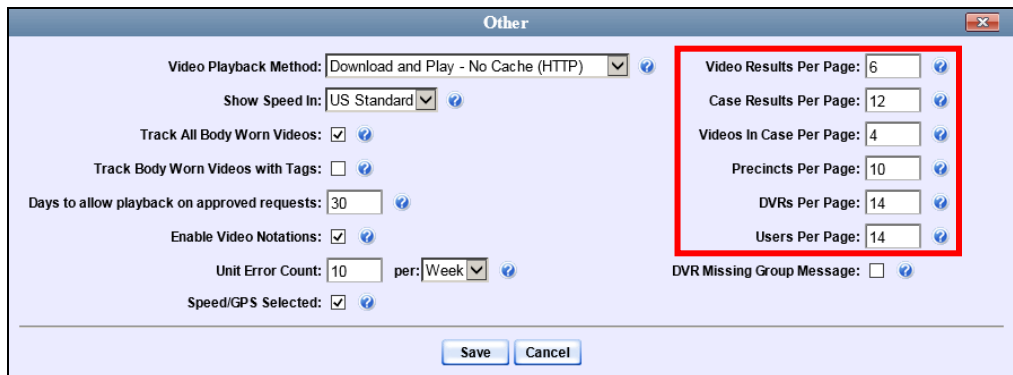 Other
Video Playback Method: Download and Play - No Cache (HTTP)
Show Speed In: US Standard
Track All Body Worn Videos:
Track Body Worn Videos with Tags:
Days to allow playback on approved requests: 30
Enable Video Notations:
Unit Error Count: 10 per: Week
Speed/GPS Selected:
Video Results Per Page: 6
Case Results Per Page: 12
Videos In Case Per Page: 4
Precincts Per Page: 10
DVRs Per Page: 14
Users Per Page: 14
DVR Missing Group Message:
Save Cancel